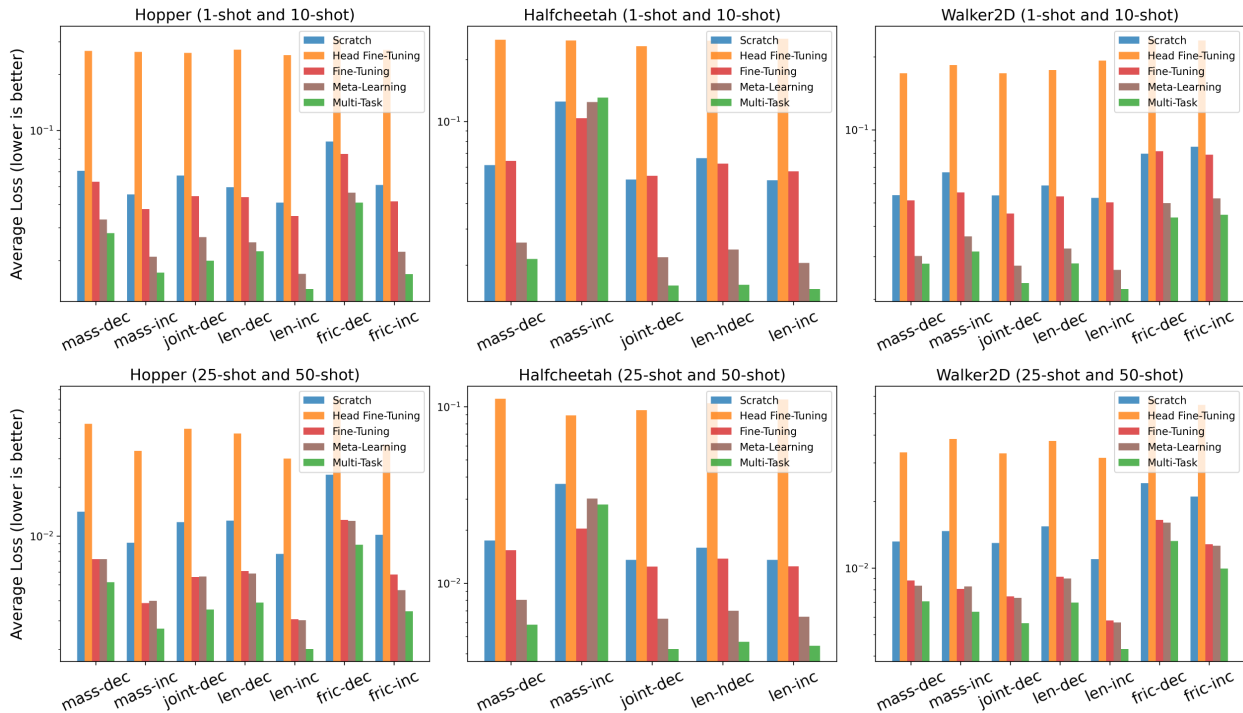 Hopper (1-shot and 10-shot)
Average Loss (lower is better)
10⁻¹
Scratch
Head Fine-Tuning
Fine-Tuning
Meta-Learning
Multi-Task
mass-dec
mass-inc
joint-dec
len-dec
len-inc
fric-dec
fric-inc
Halfcheetah (1-shot and 10-shot)
10⁻¹
Scratch
Head Fine-Tuning
Fine-Tuning
Meta-Learning
Multi-Task
mass-dec
mass-inc
joint-dec
len-hdec
len-inc
Walker2D (1-shot and 10-shot)
10⁻¹
Scratch
Head Fine-Tuning
Fine-Tuning
Meta-Learning
Multi-Task
mass-dec
mass-inc
joint-dec
len-dec
len-inc
fric-dec
fric-inc
Hopper (25-shot and 50-shot)
Average Loss (lower is better)
10⁻²
Scratch
Head Fine-Tuning
Fine-Tuning
Meta-Learning
Multi-Task
mass-dec
mass-inc
joint-dec
len-dec
len-inc
fric-dec
fric-inc
Halfcheetah (25-shot and 50-shot)
10⁻¹
10⁻²
Scratch
Head Fine-Tuning
Fine-Tuning
Meta-Learning
Multi-Task
mass-dec
mass-inc
joint-dec
len-hdec
len-inc
Walker2D (25-shot and 50-shot)
10⁻²
Scratch
Head Fine-Tuning
Fine-Tuning
Meta-Learning
Multi-Task
mass-dec
mass-inc
joint-dec
len-dec
len-inc
fric-dec
fric-inc